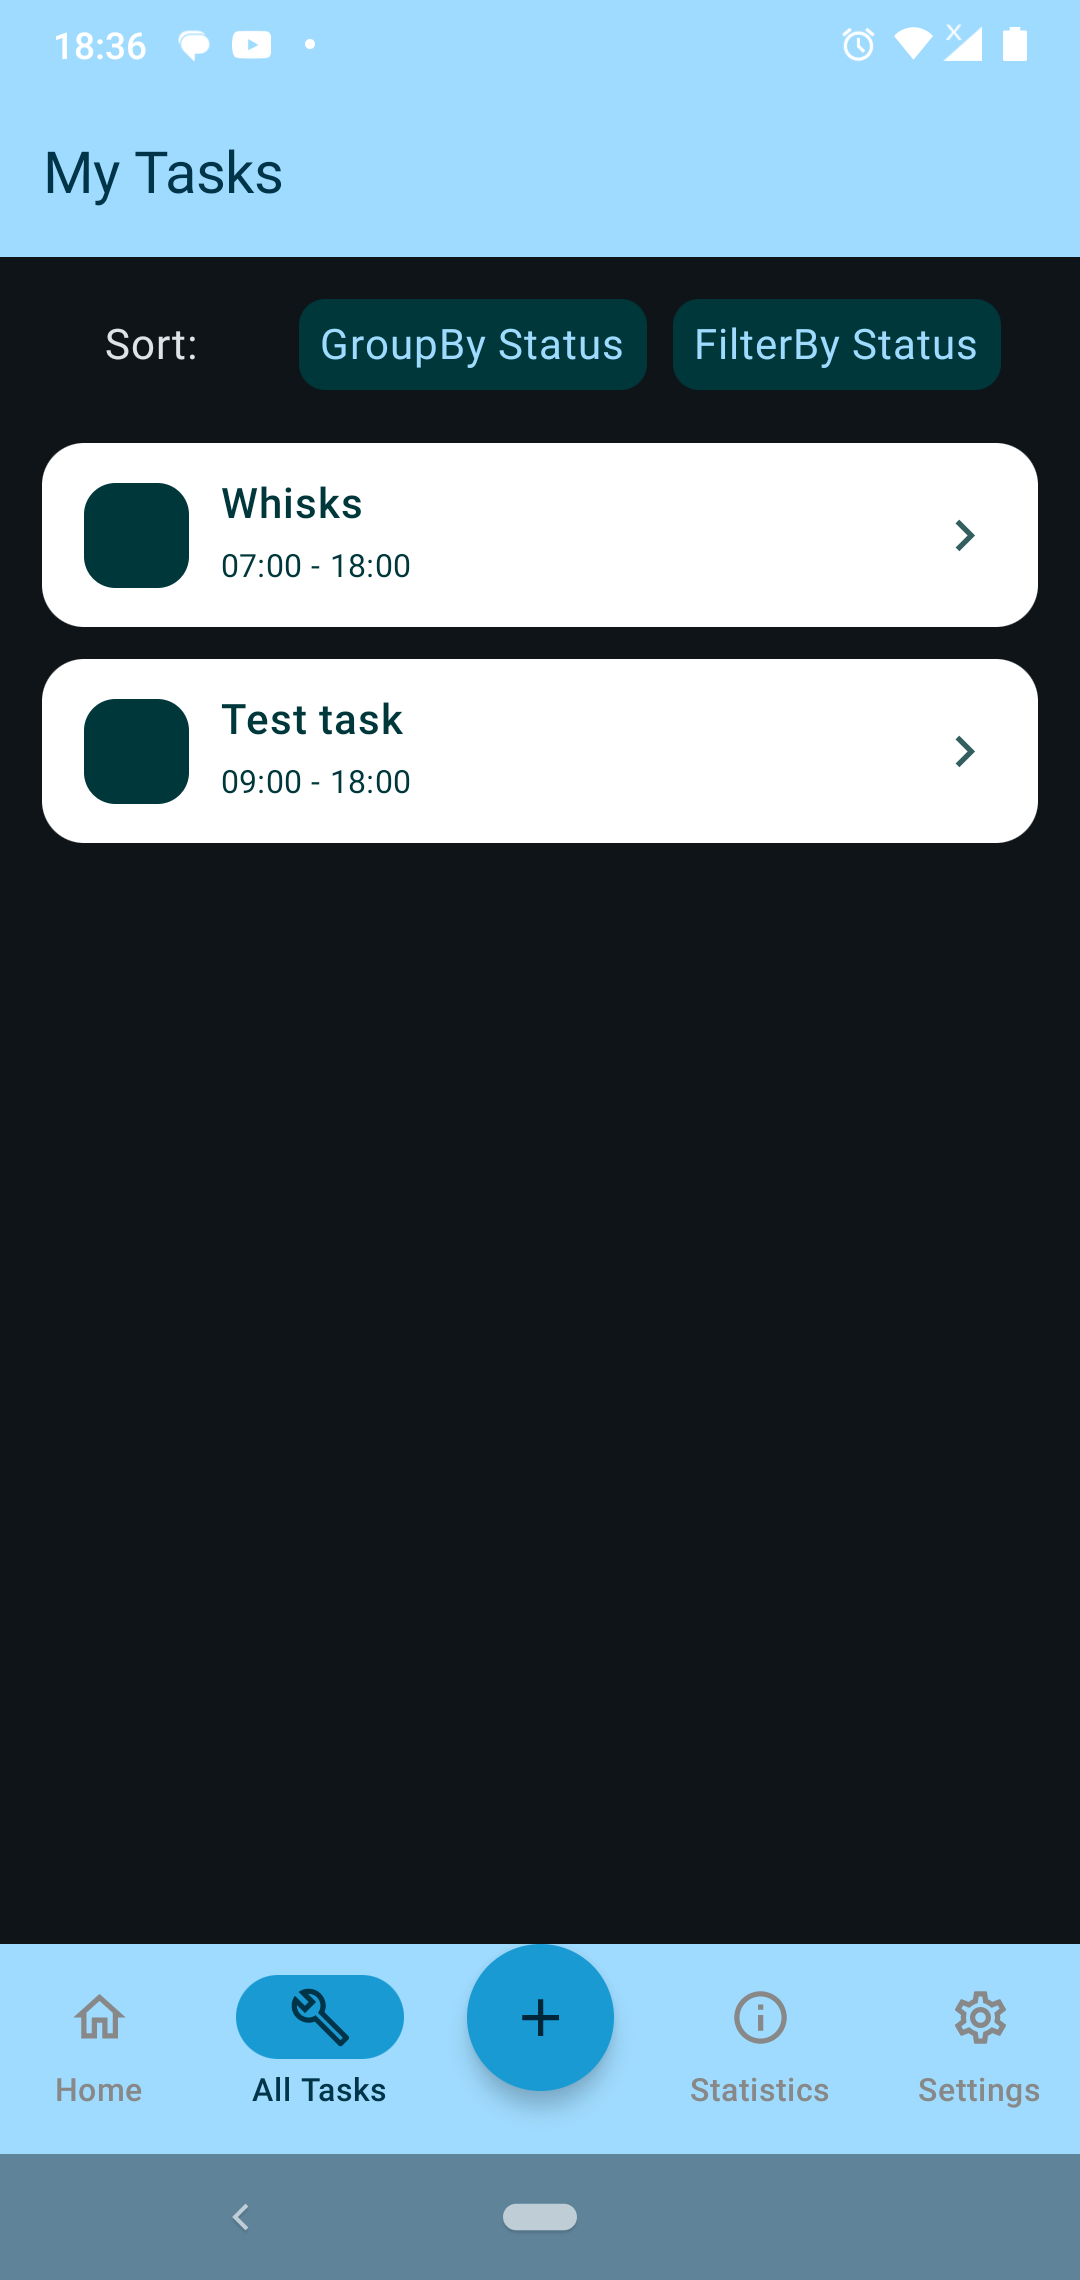 18:36
My Tasks
Sort: GroupBy Status FilterBy Status
Whisks
07:00 - 18:00
Test task
09:00 - 18:00
Home All Tasks Statistics Settings